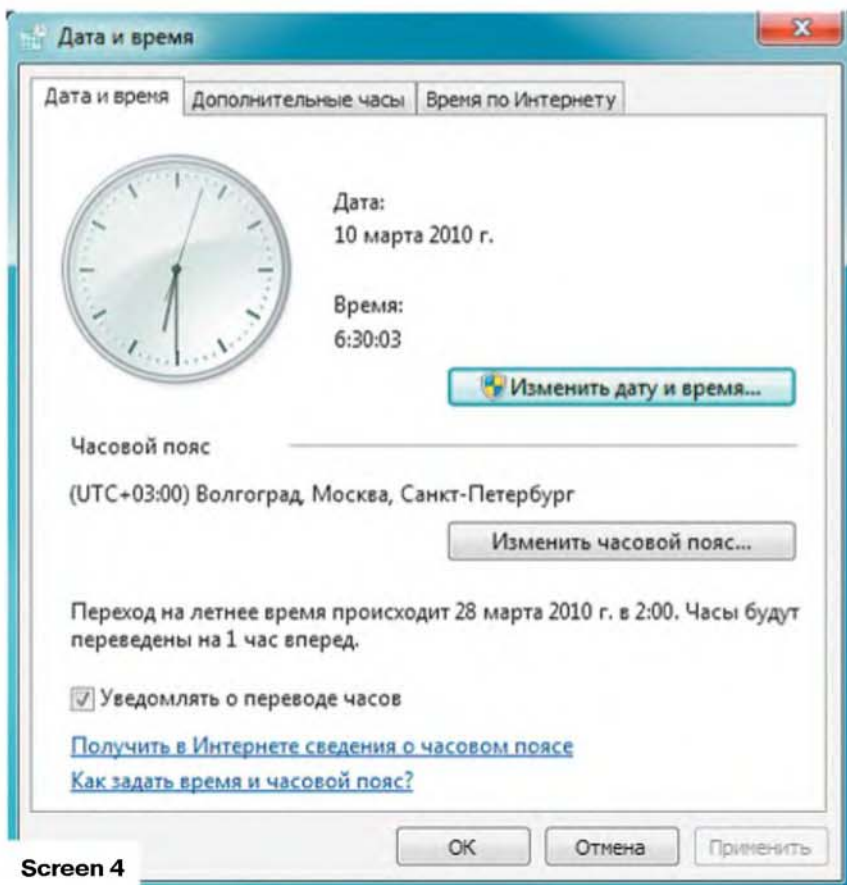 Дата и время
Дата и время Дополнительные часы Время по Интернету
Дата:
10 марта 2010 г.
Время:
6:30:03
Изменить дату и время...
Часовой пояс
(UTC+03:00) Волгоград, Москва, Санкт-Петербург
Изменить часовой пояс...
Переход на летнее время происходит 28 марта 2010 г. в 2:00. Часы будут
переведены на 1 час вперед.
Уведомлять о переводе часов
Получить в Интернете сведения о часовом поясе
Как задать время и часовой пояс?
ОК Отмена Применить
Screen 4